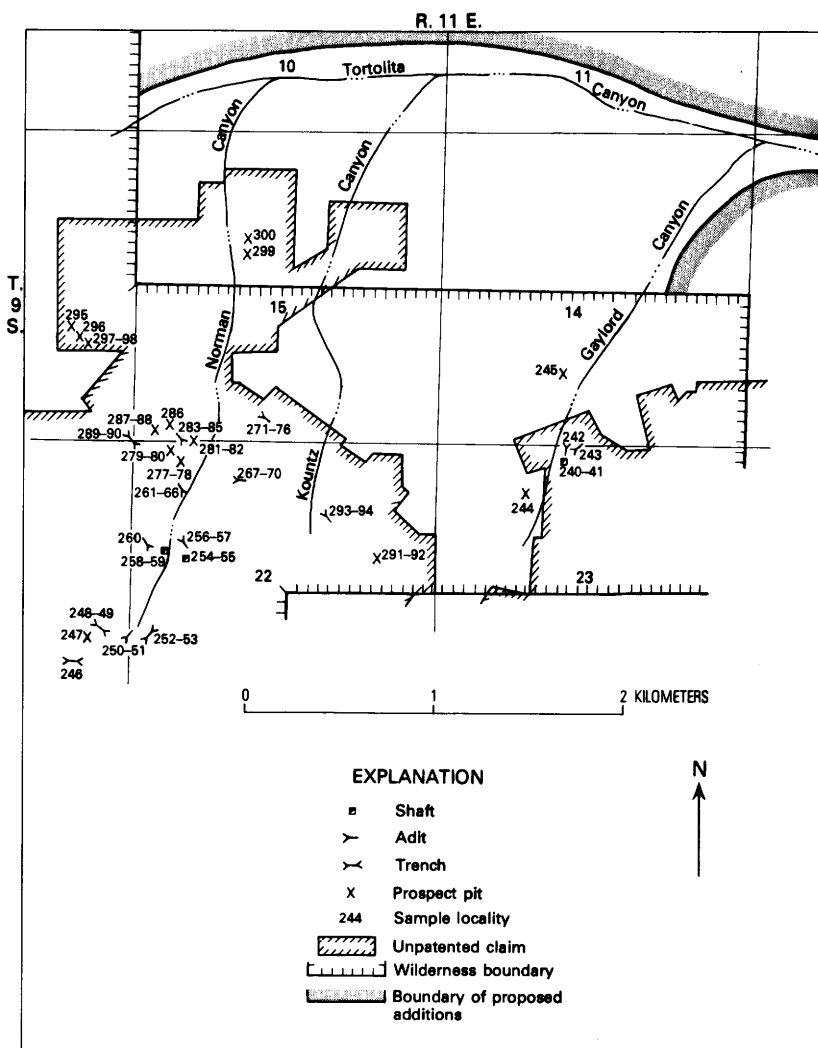 R. 11 E.
10
Tortolita
11
Canyon
Canyon
Canyon
Canyon
300
299
T.
9
S.
15
14
295
296
297–98
Norman
Gaylord
245
287–88
286
283–85
271–76
289–90
281–82
279–80
277–78
267–70
242
243
240–41
261–66
Kountz
244
293–94
260
256–57
258–59
254–55
291–92
22
23
248–49
247
250–51
252–53
246
0
1
2 KILOMETERS
EXPLANATION
N
Shaft
Adit
Trench
Prospect pit
244 Sample locality
Unpatented claim
Wilderness boundary
Boundary of proposed
additions